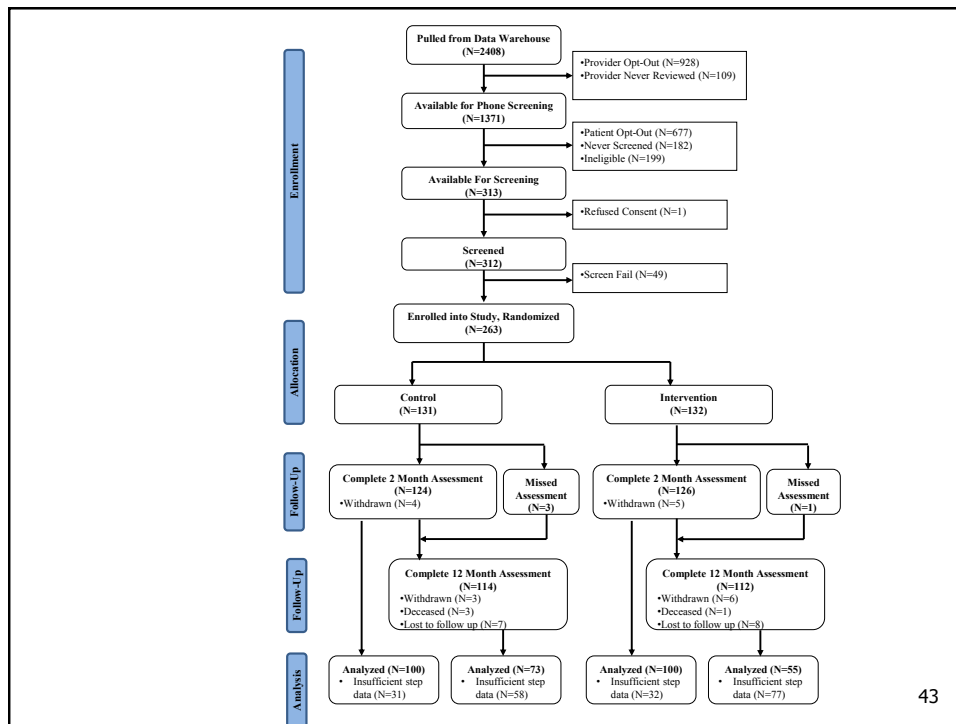 Enrollment
Pulled from Data Warehouse
(N=2408)
•Provider Opt-Out (N=928)
•Provider Never Reviewed (N=109)
Available for Phone Screening
(N=1371)
•Patient Opt-Out (N=677)
•Never Screened (N=182)
•Ineligible (N=199)
Available For Screening
(N=313)
•Refused Consent (N=1)
Screened
(N=312)
•Screen Fail (N=49)
Enrolled into Study, Randomized
(N=263)
Allocation
Control
(N=131)
Intervention
(N=132)
Follow-Up
Complete 2 Month Assessment
(N=124)
•Withdrawn (N=4)
Missed
Assessment
(N=3)
Complete 2 Month Assessment
(N=126)
•Withdrawn (N=5)
Missed
Assessment
(N=1)
Follow-Up
Complete 12 Month Assessment
(N=114)
•Withdrawn (N=3)
•Deceased (N=3)
•Lost to follow up (N=7)
Complete 12 Month Assessment
(N=112)
•Withdrawn (N=6)
•Deceased (N=1)
•Lost to follow up (N=8)
Analysis
Analyzed (N=100)
• Insufficient step
data (N=31)
Analyzed (N=73)
• Insufficient step
data (N=58)
Analyzed (N=100)
• Insufficient step
data (N=32)
Analyzed (N=55)
• Insufficient step
data (N=77)
43